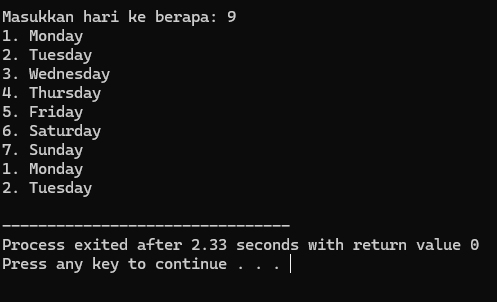 Masukkan hari ke berapa: 9
1. Monday
2. Tuesday
3. Wednesday
4. Thursday
5. Friday
6. Saturday
7. Sunday
1. Monday
2. Tuesday
--------------------------------
Process exited after 2.33 seconds with return value 0
Press any key to continue . . .